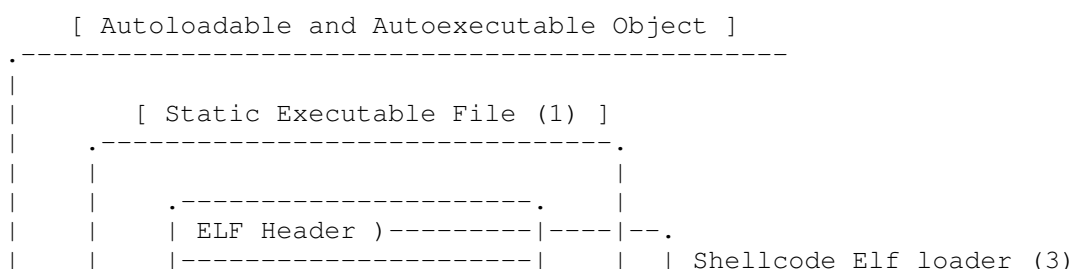 [ Autoloadable and Autoexecutable Object ]
.------------------------------------------------
|
|       [ Static Executable File (1) ]
|    .--------------------------------.
|    |                                |
|    |    .----------------------.    |
|    |    | ELF Header )---------|----|--.
|    |    |----------------------|    |  | Shellcode Elf loader (3)